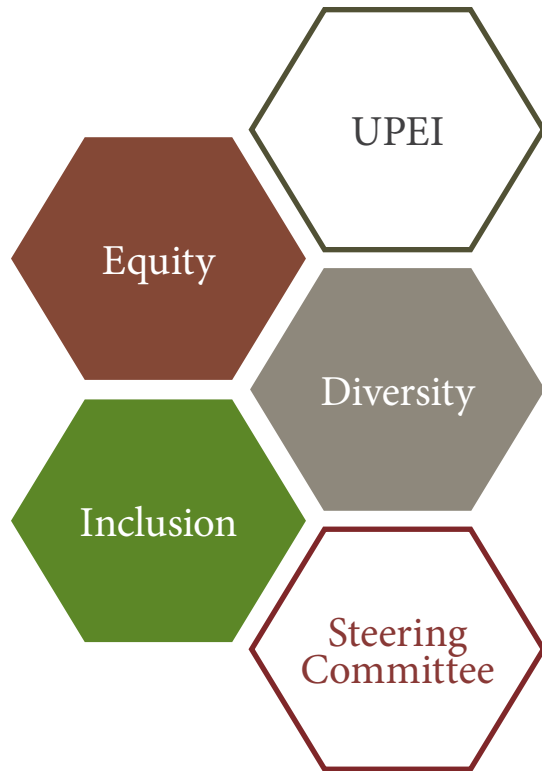 UPEI
Equity
Diversity
Inclusion
Steering
Committee